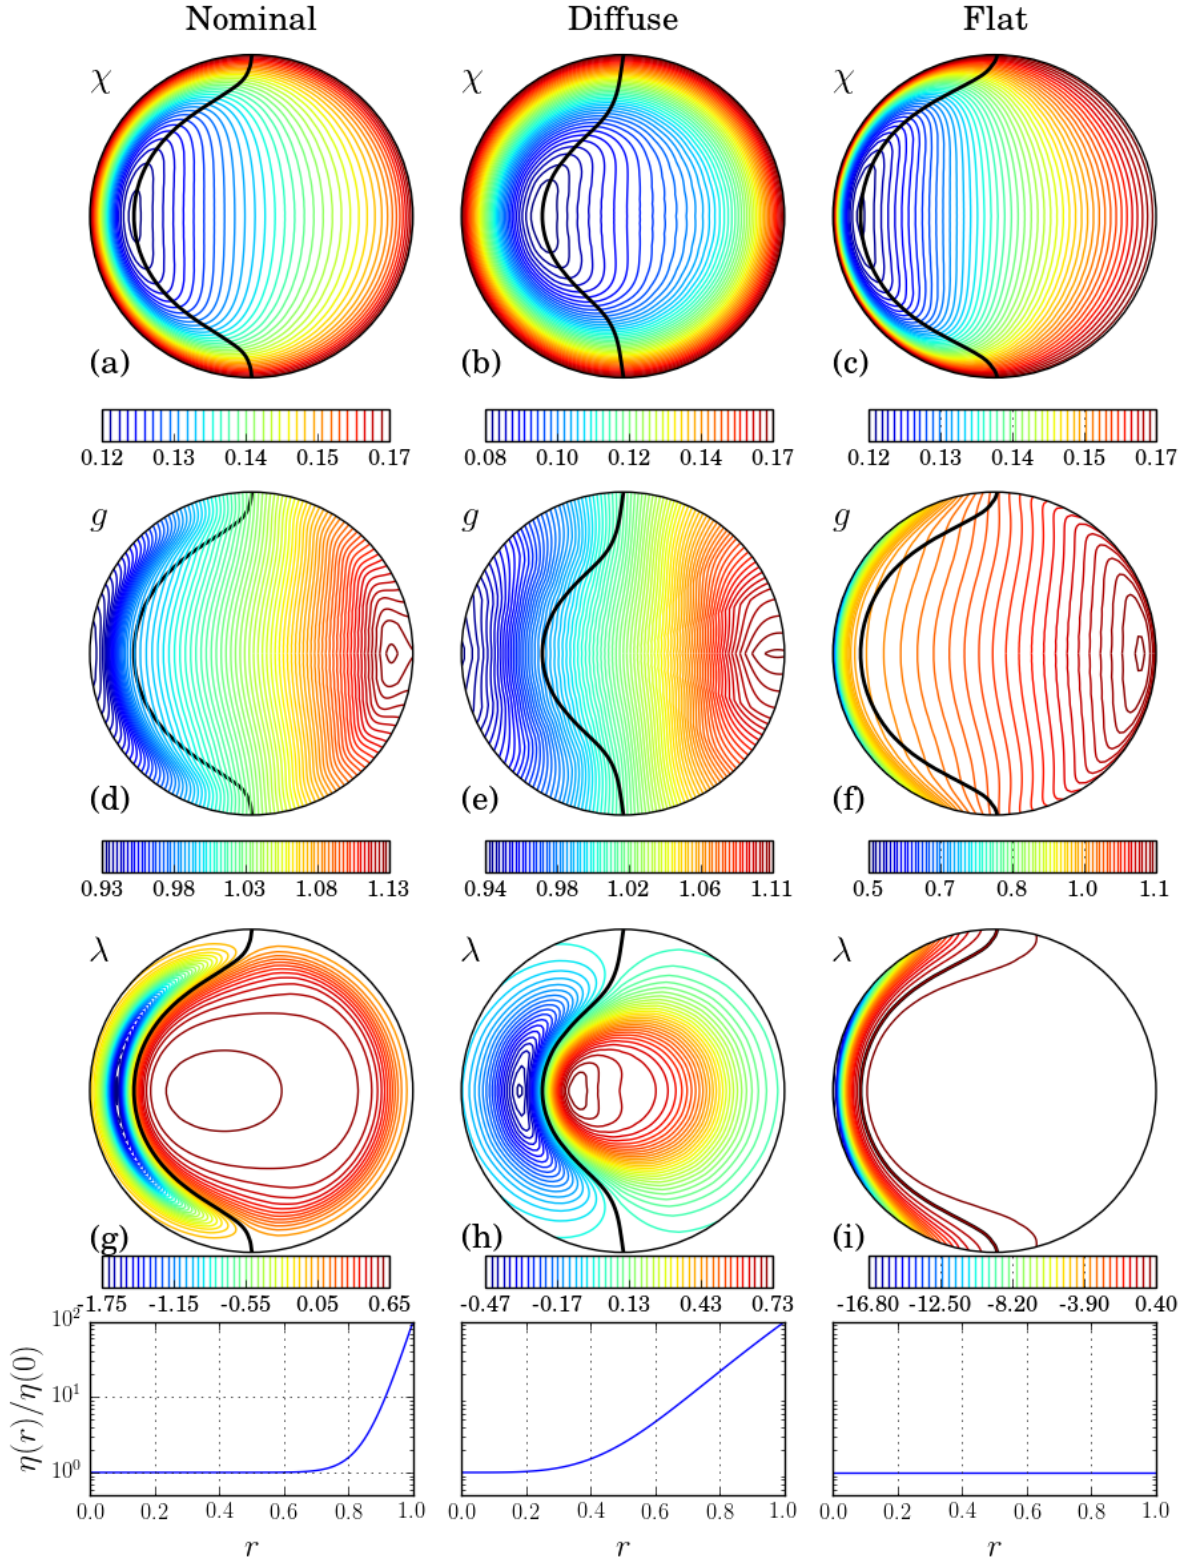 Nominal Diffuse Flat
χ χ χ
(a) (b) (c)
0.12 0.13 0.14 0.15 0.17 0.08 0.10 0.12 0.14 0.17 0.12 0.13 0.14 0.15 0.17
g g g
(d) (e) (f)
0.93 0.98 1.03 1.08 1.13 0.94 0.98 1.02 1.06 1.11 0.5 0.7 0.8 1.0 1.1
λ λ λ
(g) (h) (i)
-1.75 -1.15 -0.55 0.05 0.65 -0.47 -0.17 0.13 0.43 0.73 -16.80 -12.50 -8.20 -3.90 0.40
10²
10¹
10⁰
η(r)/η(0)
0.0 0.2 0.4 0.6 0.8 1.0 0.0 0.2 0.4 0.6 0.8 1.0 0.0 0.2 0.4 0.6 0.8 1.0
r r r